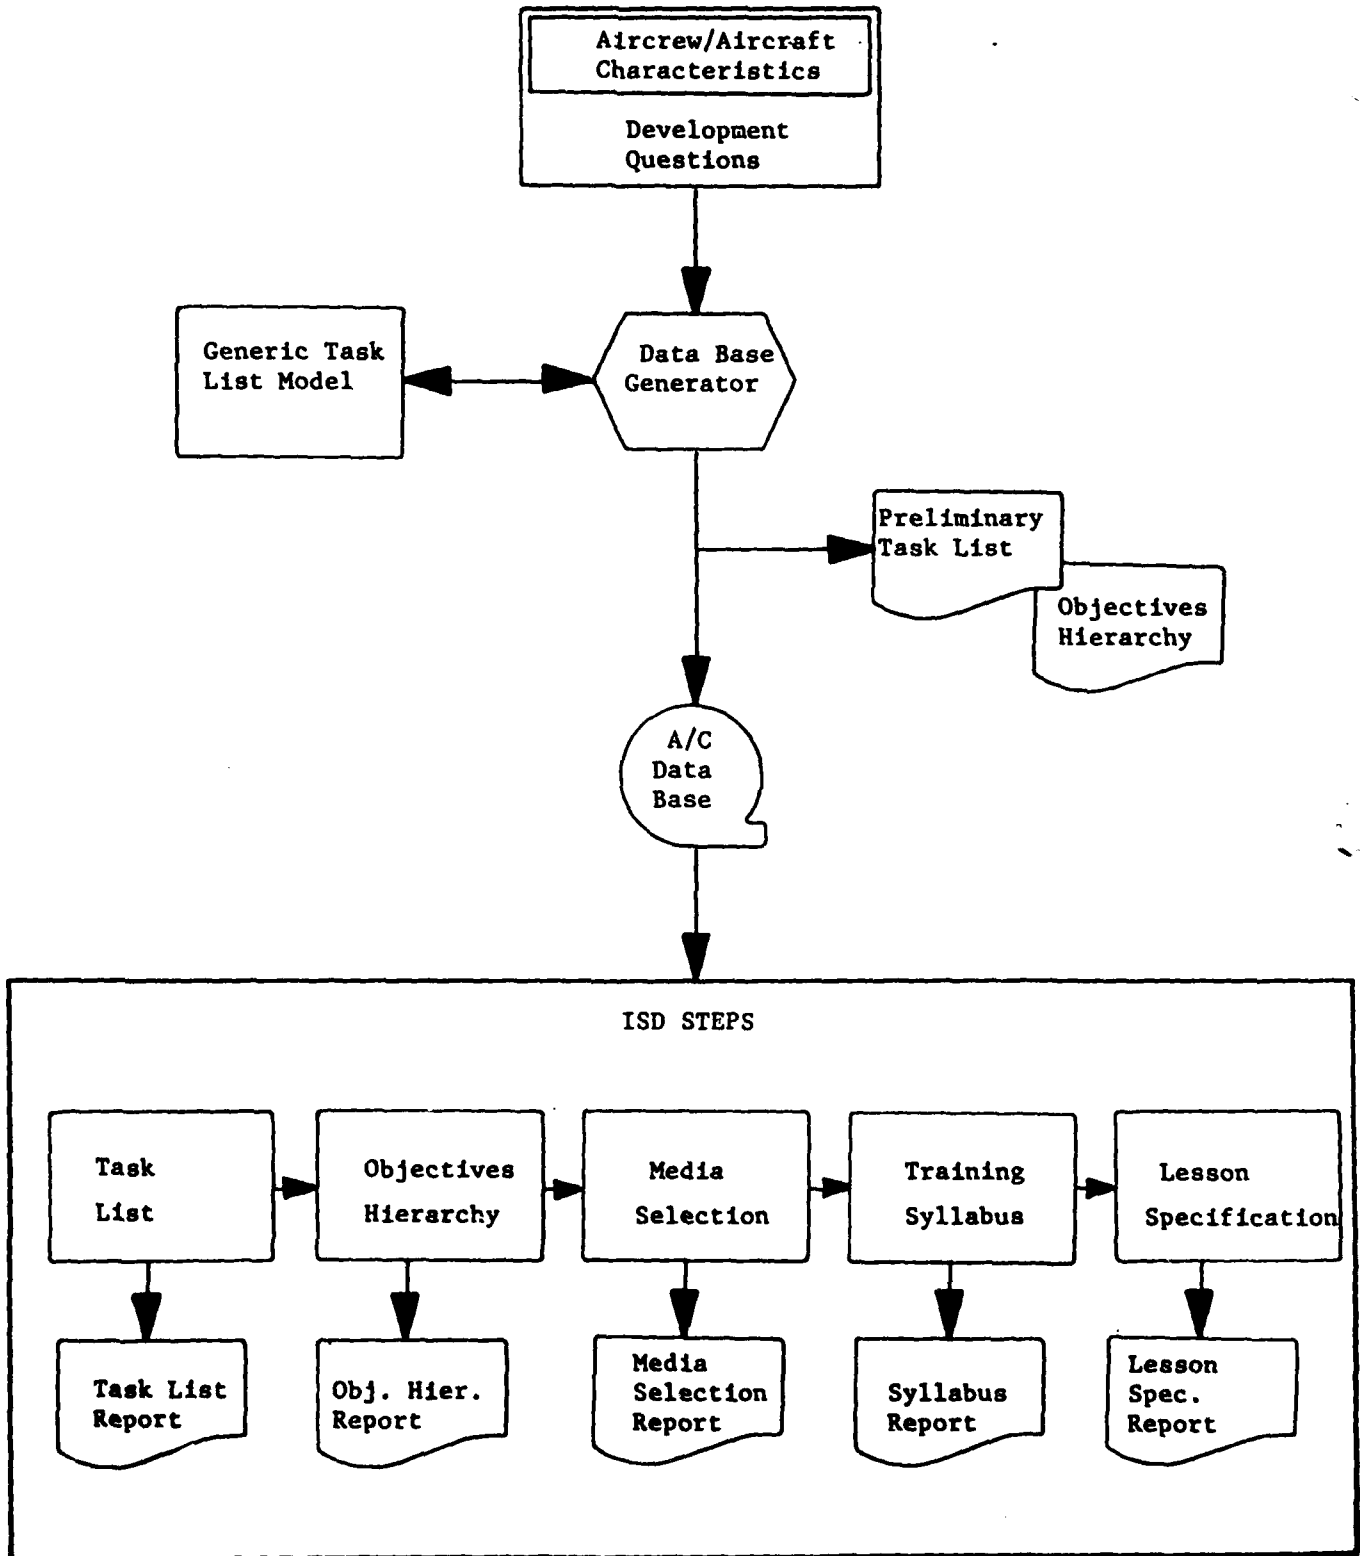 Aircrew/Aircraft
Characteristics
Development
Questions
Generic Task
List Model
Data Base
Generator
Preliminary
Task List
Objectives
Hierarchy
A/C
Data
Base
ISD STEPS
Task
List
Objectives
Hierarchy
Media
Selection
Training
Syllabus
Lesson
Specification
Task List
Report
Obj. Hier.
Report
Media
Selection
Report
Syllabus
Report
Lesson
Spec.
Report